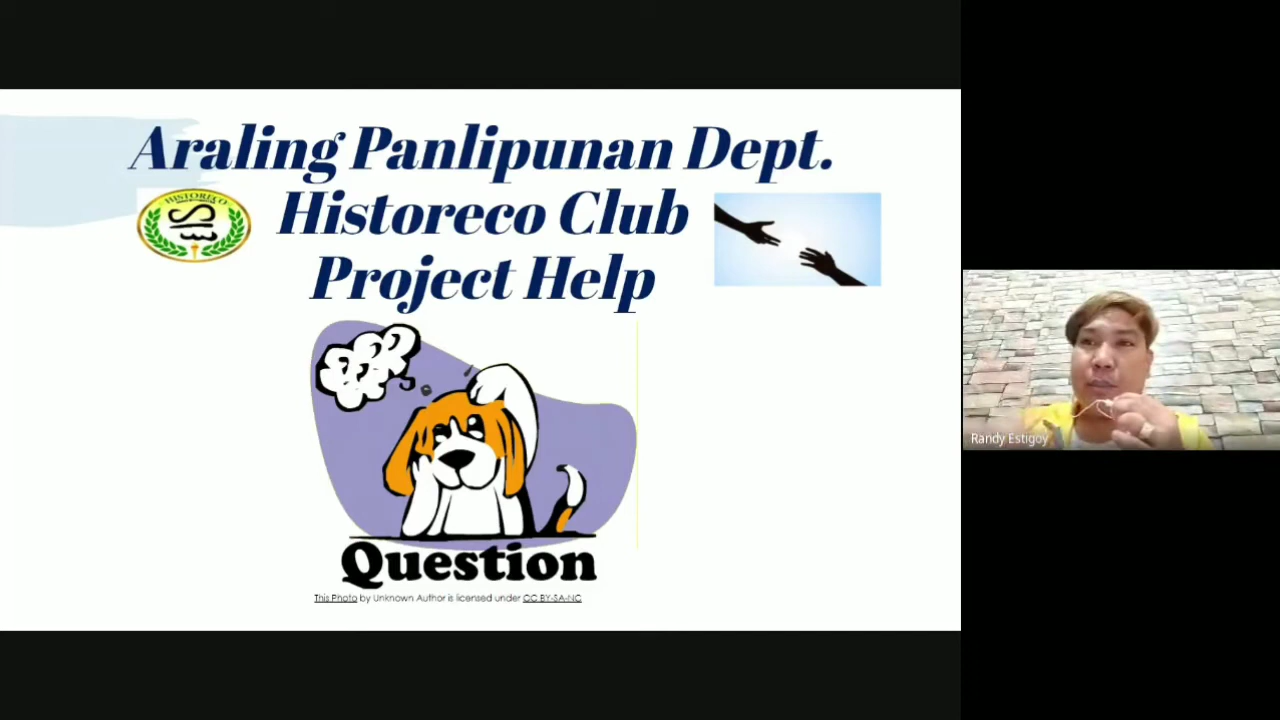 Araling Panlipunan Dept.
HISTORECO
Historeco Club
Project Help
Question
This Photo by Unknown Author is licensed under CC BY-SA-NC
Randy Estigoy